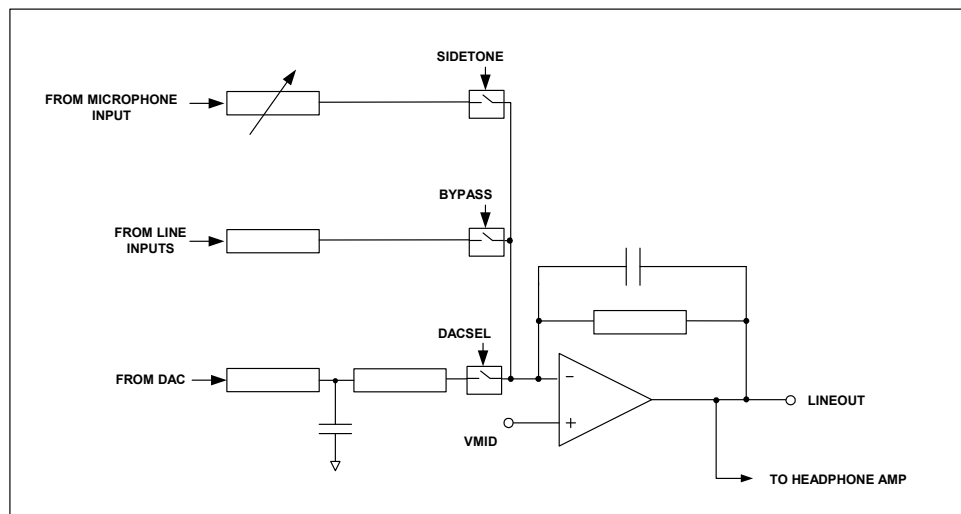 SIDETONE
FROM MICROPHONE
INPUT
BYPASS
FROM LINE
INPUTS
DACSEL
FROM DAC
−
+
VMID
LINEOUT
TO HEADPHONE AMP